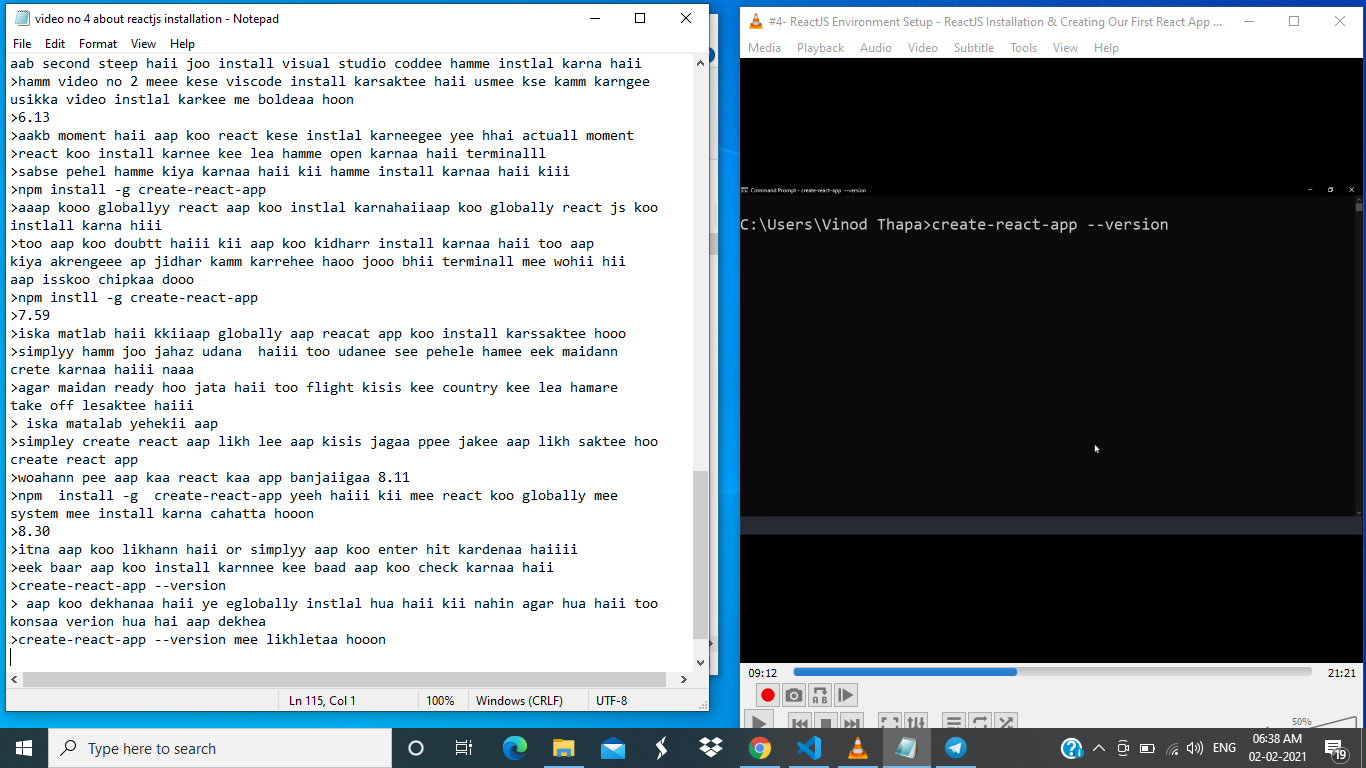 video no 4 about reactjs installation - Notepad
File Edit Format View Help
aab second steep haii joo install visual studio coddee hamme instlal karna haii
>hamm video no 2 meee kese viscode install karsaktee haii usmee kse kamm karngee
usikka video instlal karkee me boldeaa hoon
>6.13
>aakb moment haii aap koo react kese instlal karneegee yee hhai actuall moment
>react koo install karnee kee lea hamme open karnaa haii terminalll
>sabse pehel hamme kiya karnaa haii kii hamme install karnaa haii kiii
>npm install -g create-react-app
>aaap kooo globallyy react aap koo instlal karnahaiiaap koo globally react js koo
instlall karna hiii
>too aap koo doubtt haiii kii aap koo kidharr install karnaa haii too aap
kiya akrengeee ap jidhar kamm karrehee haoo jooo bhii terminall mee wohii hii
aap isskoo chipkaa dooo
>npm instll -g create-react-app
>7.59
>iska matlab haii kkiiaap globally aap reacat app koo install karssaktee hooo
>simplyy hamm joo jahaz udana  haiii too udanee see pehele hamee eek maidann
crete karnaa haiii naaa
>agar maidan ready hoo jata haii too flight kisis kee country kee lea hamare
take off lesaktee haiii
> iska matalab yehekii aap
>simpley create react aap likh lee aap kisis jagaa ppee jakee aap likh saktee hoo
create react app
>woahann pee aap kaa react kaa app banjaiigaa 8.11
>npm  install -g  create-react-app yeeh haiii kii mee react koo globally mee
system mee install karna cahatta hooon
>8.30
>itna aap koo likhann haii or simplyy aap koo enter hit kardenaa haiiii
>eek baar aap koo install karnnee kee baad aap koo check karnaa haii
>create-react-app --version
> aap koo dekhanaa haii ye eglobally instlal hua haii kii nahin agar hua haii too
konsaa verion hua hai aap dekhea
>create-react-app --version mee likhletaa hooon
Ln 115, Col 1 100% Windows (CRLF) UTF-8
#4- ReactJS Environment Setup - ReactJS Installation & Creating Our First React App ...
Media Playback Audio Video Subtitle Tools View Help
Command Prompt - create-react-app --version
C:\Users\Vinod Thapa>create-react-app --version
09:12 21:21
A B
50%
Type here to search
ENG
06:38 AM
02-02-2021
19